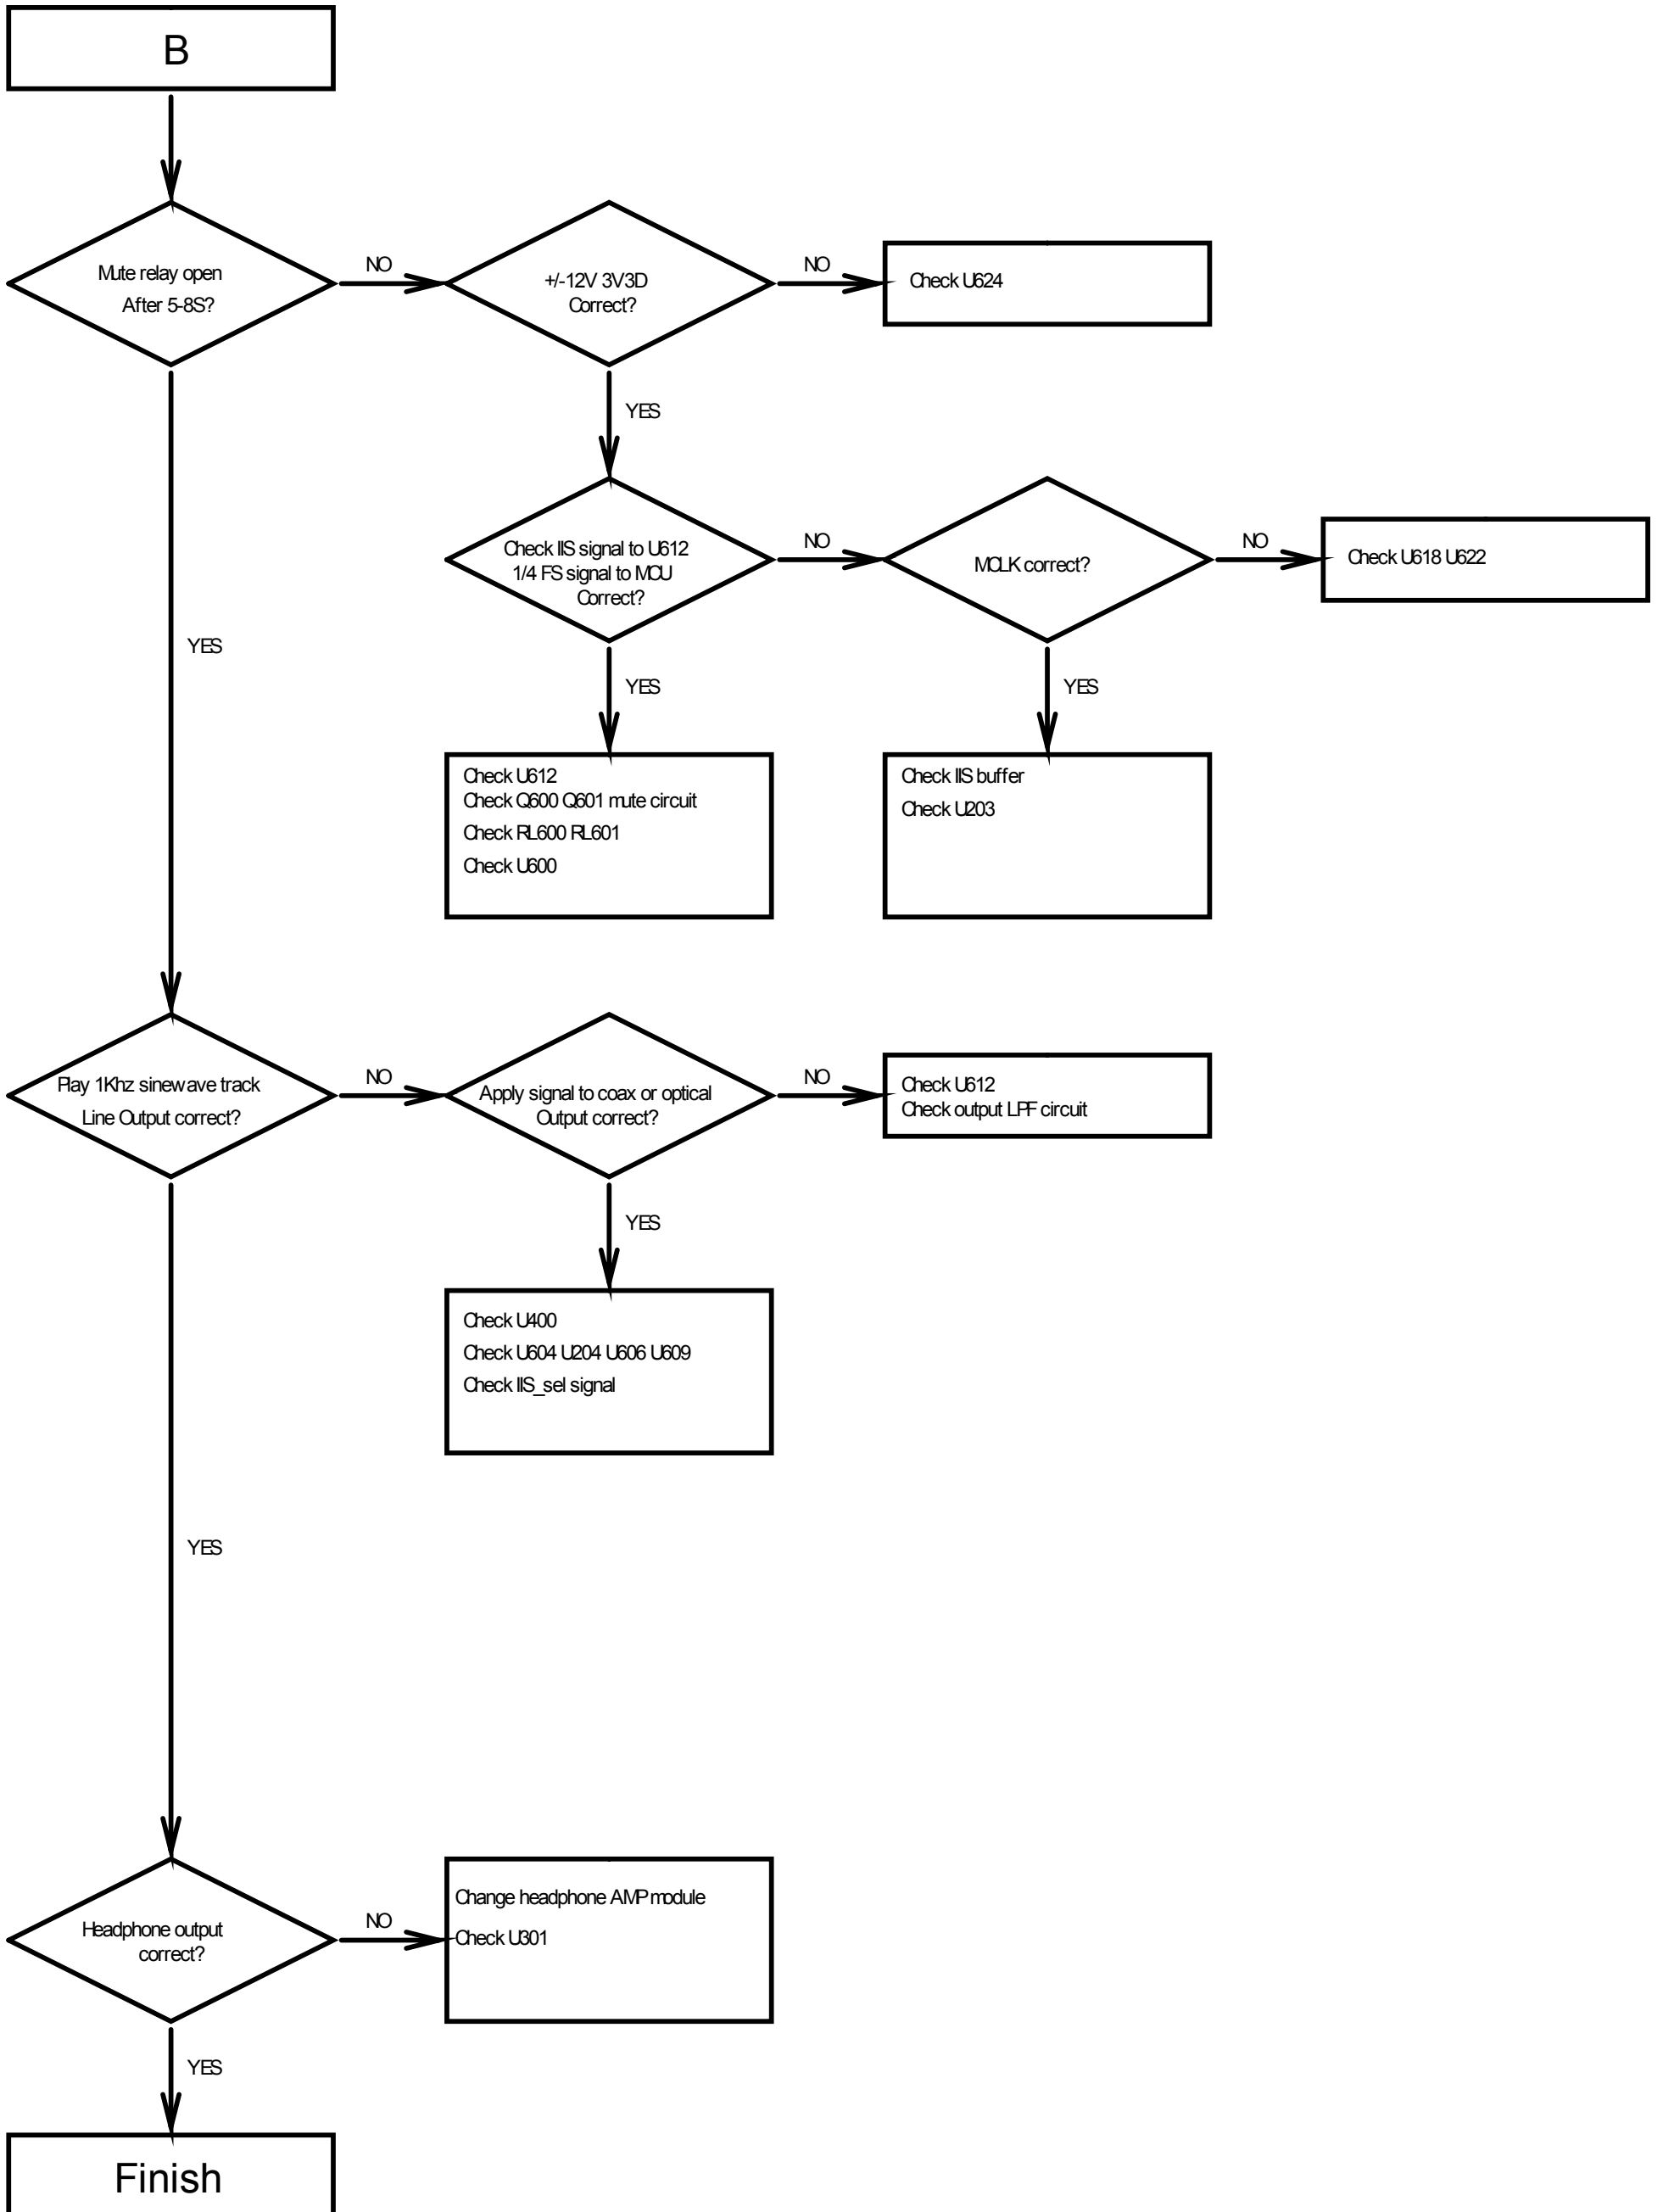 B
Mute relay open
After 5-8S?
NO
+/-12V 3V3D
Correct?
NO
Check U624
YES
Check IIS signal to U612
1/4 FS signal to MCU
Correct?
NO
MCLK correct?
NO
Check U618 U622
YES
YES
YES
Check U612
Check Q600 Q601 mute circuit
Check RL600 RL601
Check U600
Check IIS buffer
Check U203
Play 1Khz sinewave track
Line Output correct?
NO
Apply signal to coax or optical
Output correct?
NO
Check U612
Check output LPF circuit
YES
Check U400
Check U604 U204 U606 U609
Check IIS_sel signal
YES
Headphone output
correct?
NO
Change headphone AMP module
Check U301
YES
Finish